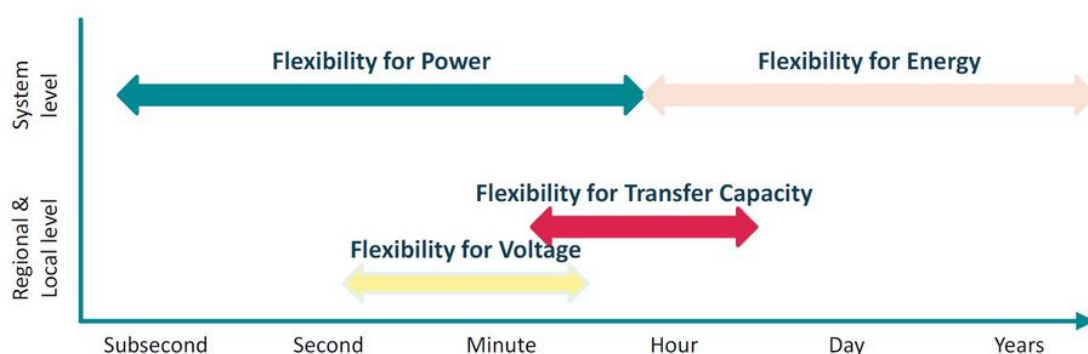 System
level
Flexibility for Power
Flexibility for Energy
Regional &
Local level
Flexibility for Transfer Capacity
Flexibility for Voltage
Subsecond
Second
Minute
Hour
Day
Years